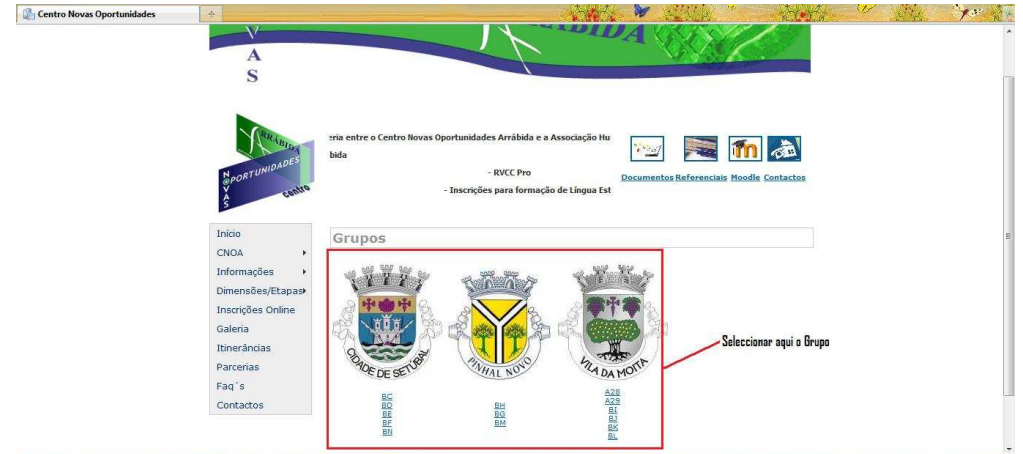 Centro Novas Oportunidades
V
A
S
RRÁBIDA
ARRÁBIDA
NOVAS
OPORTUNIDADES
centro
eria entre o Centro Novas Oportunidades Arrábida e a Associação Hu
bida
- RVCC Pro
- Inscrições para formação de Língua Est
Documentos Referenciais Moodle Contactos
Início
CNOA
Informações
Dimensões/Etapas
Inscrições Online
Galeria
Itinerâncias
Parcerias
Faq`s
Contactos
Grupos
CIDADE DE SETÚBAL
PINHAL NOVO
VILA DA MOITA
BC
BD
BE
BF
BN
BH
BG
BM
A28
A29
BI
BJ
BK
BL
Seleccionar aqui o Grupo